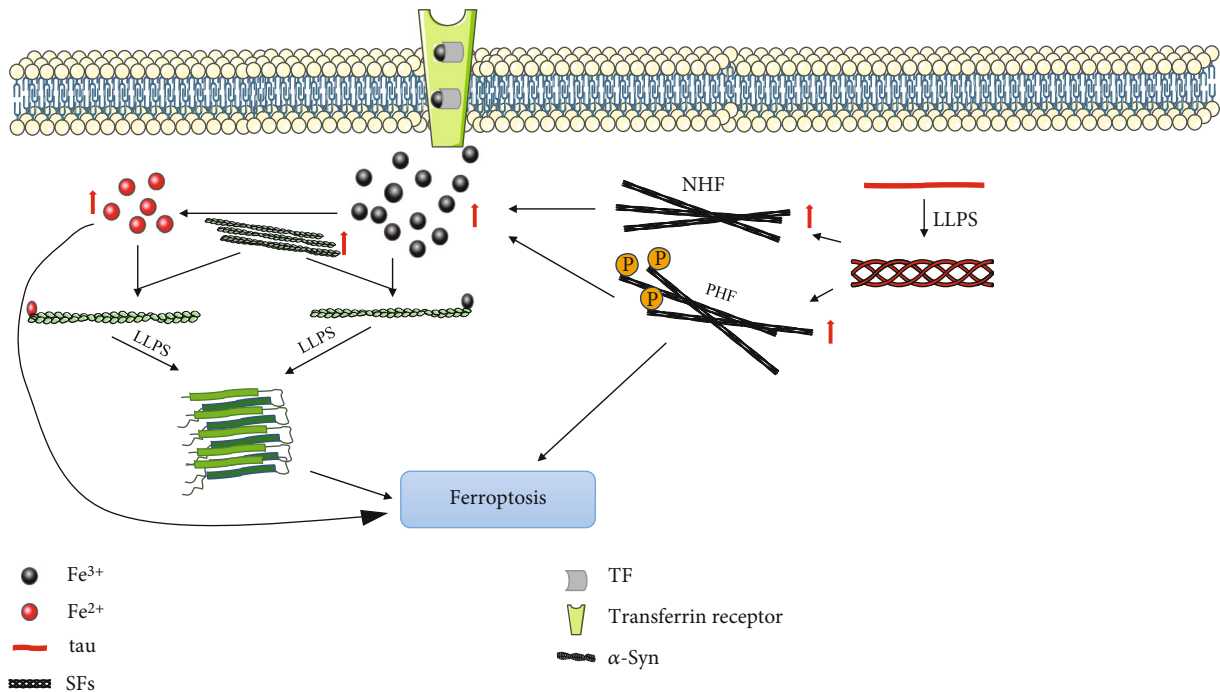 NHF
LLPS
P
P
P
PHF
LLPS
LLPS
Ferroptosis
Fe³⁺
Fe²⁺
tau
SFs
TF
Transferrin receptor
α-Syn